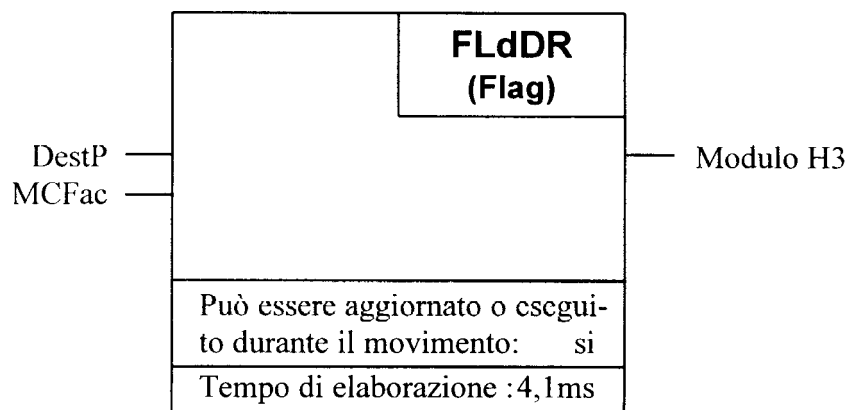 FLdDR
(Flag)
DestP
MCFac
Modulo H3
Può essere aggiornato o esegui-
to durante il movimento: si
Tempo di elaborazione :4,1ms